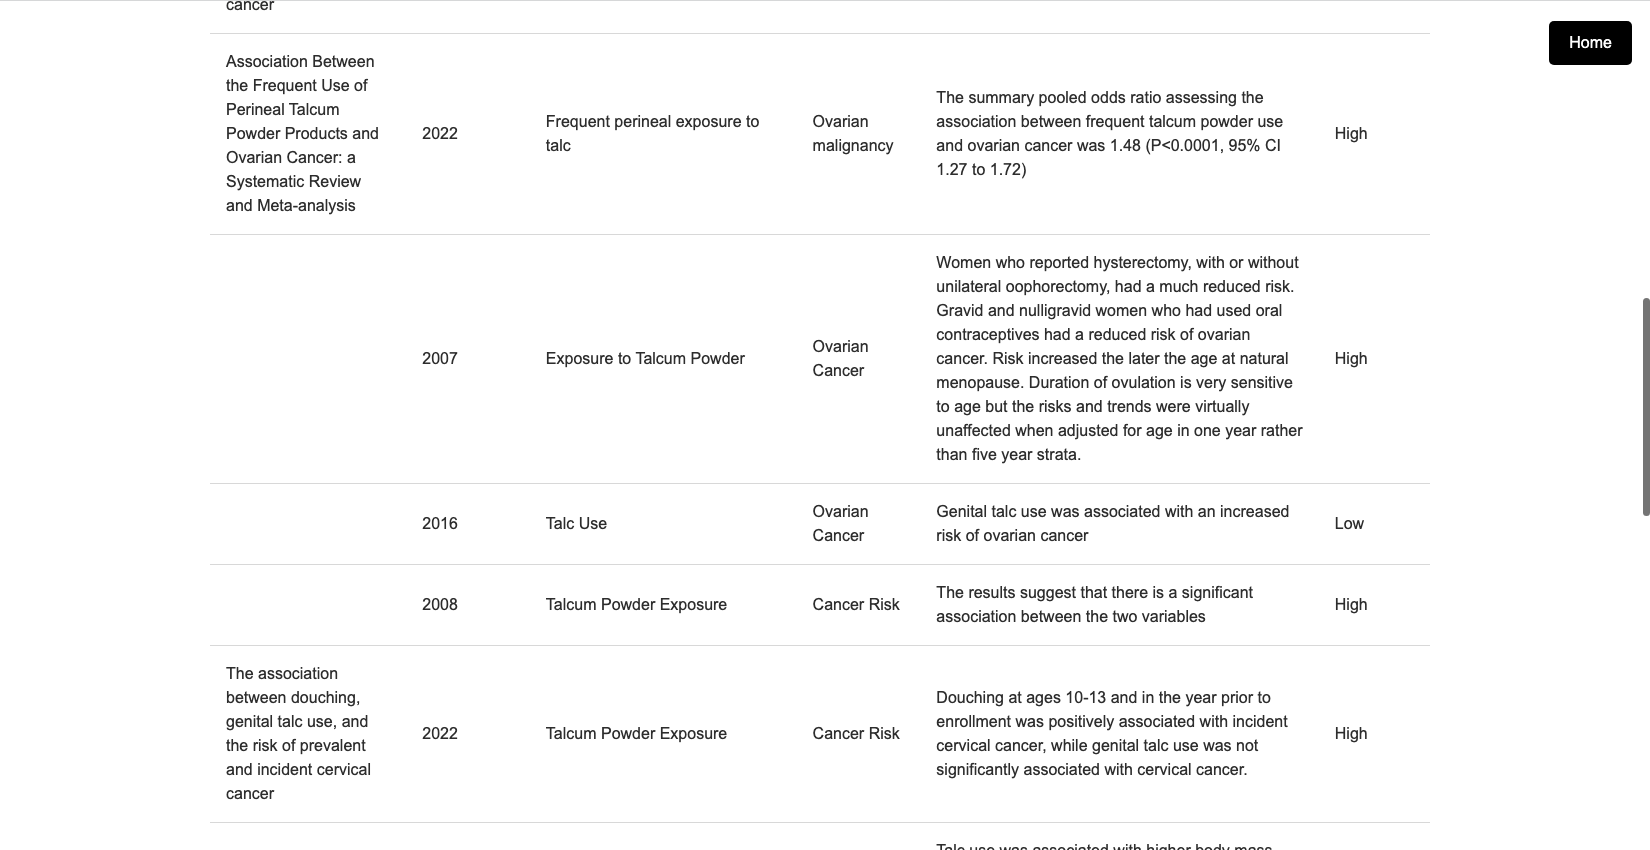 cancer
Home
Association Between
the Frequent Use of
Perineal Talcum
Powder Products and
Ovarian Cancer: a
Systematic Review
and Meta-analysis
2022
Frequent perineal exposure to
talc
Ovarian
malignancy
The summary pooled odds ratio assessing the
association between frequent talcum powder use
and ovarian cancer was 1.48 (P<0.0001, 95% CI
1.27 to 1.72)
High
2007
Exposure to Talcum Powder
Ovarian
Cancer
Women who reported hysterectomy, with or without
unilateral oophorectomy, had a much reduced risk.
Gravid and nulligravid women who had used oral
contraceptives had a reduced risk of ovarian
cancer. Risk increased the later the age at natural
menopause. Duration of ovulation is very sensitive
to age but the risks and trends were virtually
unaffected when adjusted for age in one year rather
than five year strata.
High
2016
Talc Use
Ovarian
Cancer
Genital talc use was associated with an increased
risk of ovarian cancer
Low
2008
Talcum Powder Exposure
Cancer Risk
The results suggest that there is a significant
association between the two variables
High
The association
between douching,
genital talc use, and
the risk of prevalent
and incident cervical
cancer
2022
Talcum Powder Exposure
Cancer Risk
Douching at ages 10-13 and in the year prior to
enrollment was positively associated with incident
cervical cancer, while genital talc use was not
significantly associated with cervical cancer.
High
Talc use was associated with higher body mass